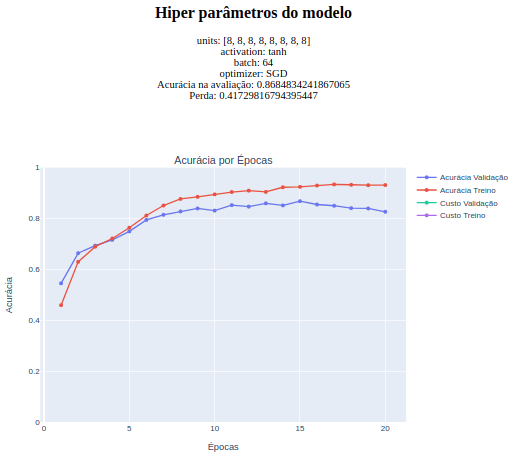 Hiper parâmetros do modelo
units: [8, 8, 8, 8, 8, 8, 8, 8]
activation: tanh
batch: 64
optimizer: SGD
Acurácia na avaliação: 0.8684834241867065
Perda: 0.41729816794395447
Acurácia por Épocas
Acurácia Validação
Acurácia Treino
Custo Validação
Custo Treino
Acurácia
1
0.8
0.6
0.4
0.2
0
0
5
10
15
20
Épocas